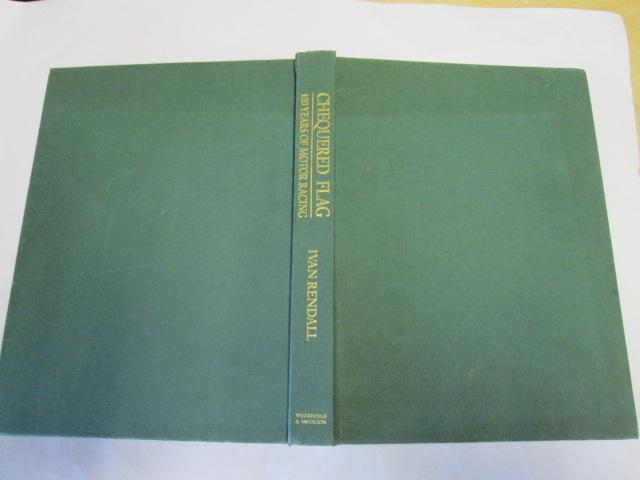 CHEQUERED FLAG
100 YEARS OF MOTOR RACING
IVAN RENDALL
WEIDENFELD
& NICOLSON